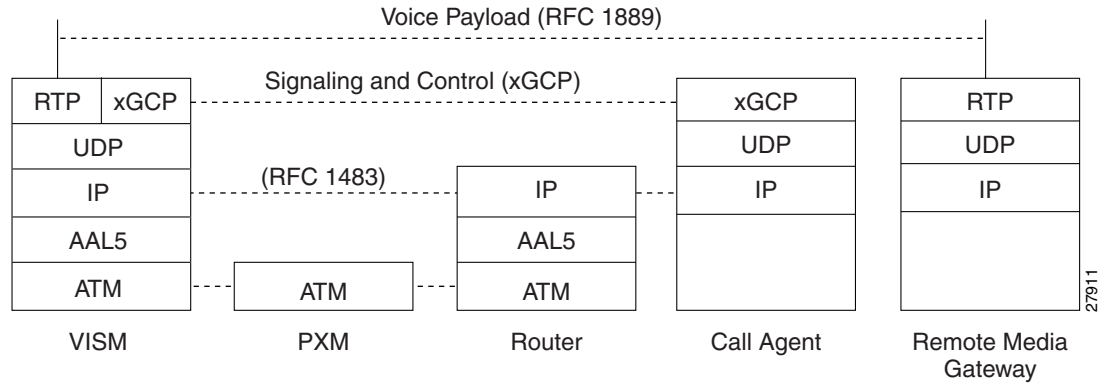 Voice Payload (RFC 1889)
Signaling and Control (xGCP)
RTP xGCP xGCP RTP
UDP UDP UDP
(RFC 1483)
IP IP IP IP
AAL5 AAL5
ATM ATM ATM
27911
VISM PXM Router Call Agent Remote Media
Gateway